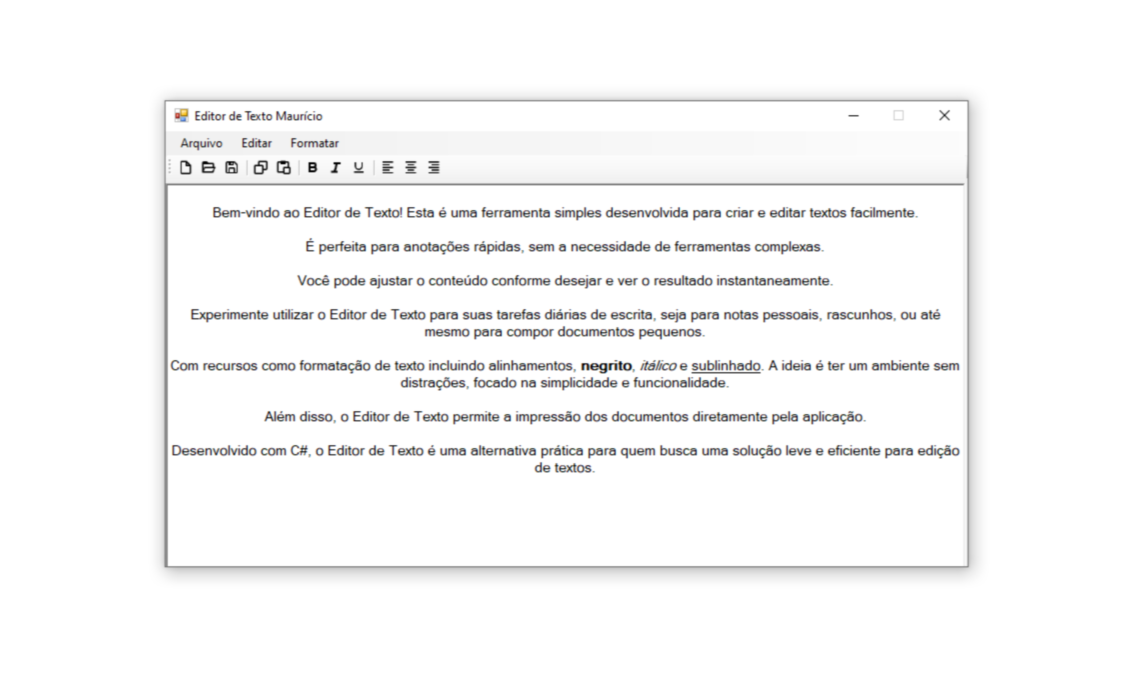 Editor de Texto Maurício
Arquivo Editar Formatar
B I U
Bem-vindo ao Editor de Texto! Esta é uma ferramenta simples desenvolvida para criar e editar textos facilmente.
É perfeita para anotações rápidas, sem a necessidade de ferramentas complexas.
Você pode ajustar o conteúdo conforme desejar e ver o resultado instantaneamente.
Experimente utilizar o Editor de Texto para suas tarefas diárias de escrita, seja para notas pessoais, rascunhos, ou até
mesmo para compor documentos pequenos.
Com recursos como formatação de texto incluindo alinhamentos, negrito, itálico e sublinhado. A ideia é ter um ambiente sem
distrações, focado na simplicidade e funcionalidade.
Além disso, o Editor de Texto permite a impressão dos documentos diretamente pela aplicação.
Desenvolvido com C#, o Editor de Texto é uma alternativa prática para quem busca uma solução leve e eficiente para edição
de textos.